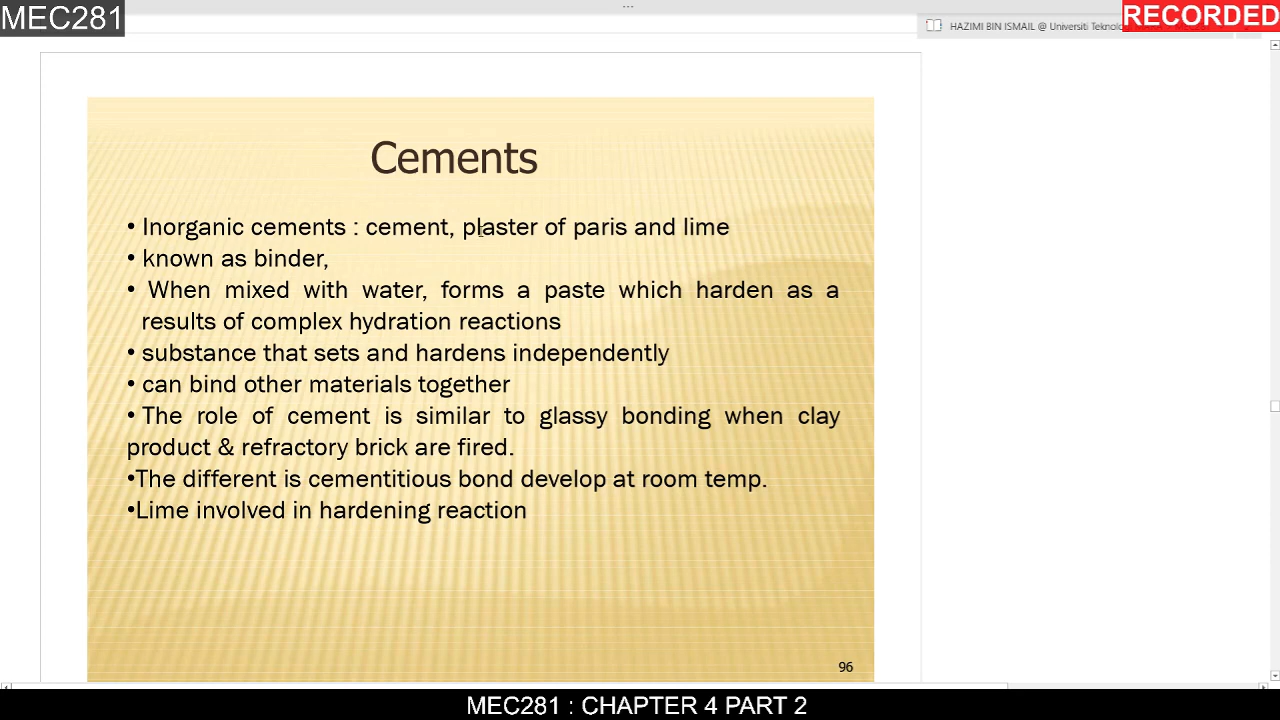 MEC281
RECORDED
HAZIMI BIN ISMAIL @ Universiti Teknolo
Cements
• Inorganic cements : cement, plaster of paris and lime
• known as binder,
• When mixed with water, forms a paste which harden as a
results of complex hydration reactions
• substance that sets and hardens independently
• can bind other materials together
• The role of cement is similar to glassy bonding when clay
product & refractory brick are fired.
•The different is cementitious bond develop at room temp.
•Lime involved in hardening reaction
96
MEC281 : CHAPTER 4 PART 2